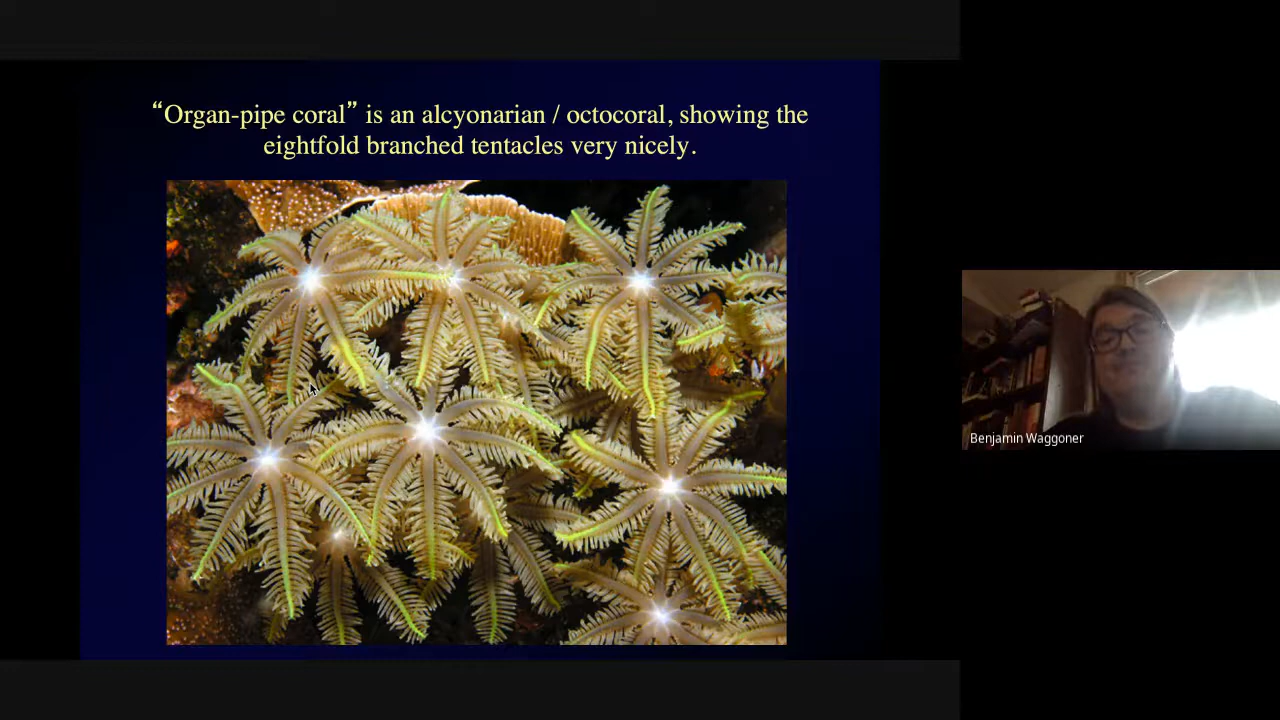 “Organ-pipe coral” is an alcyonarian / octocoral, showing the
eightfold branched tentacles very nicely.
Benjamin Waggoner